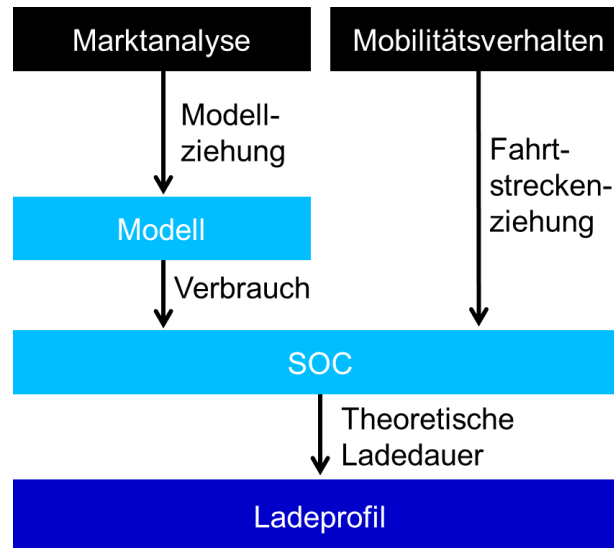 Marktanalyse
Mobilitätsverhalten
Modell-
ziehung
Fahrt-
strecken-
ziehung
Modell
Verbrauch
SOC
Theoretische
Ladedauer
Ladeprofil